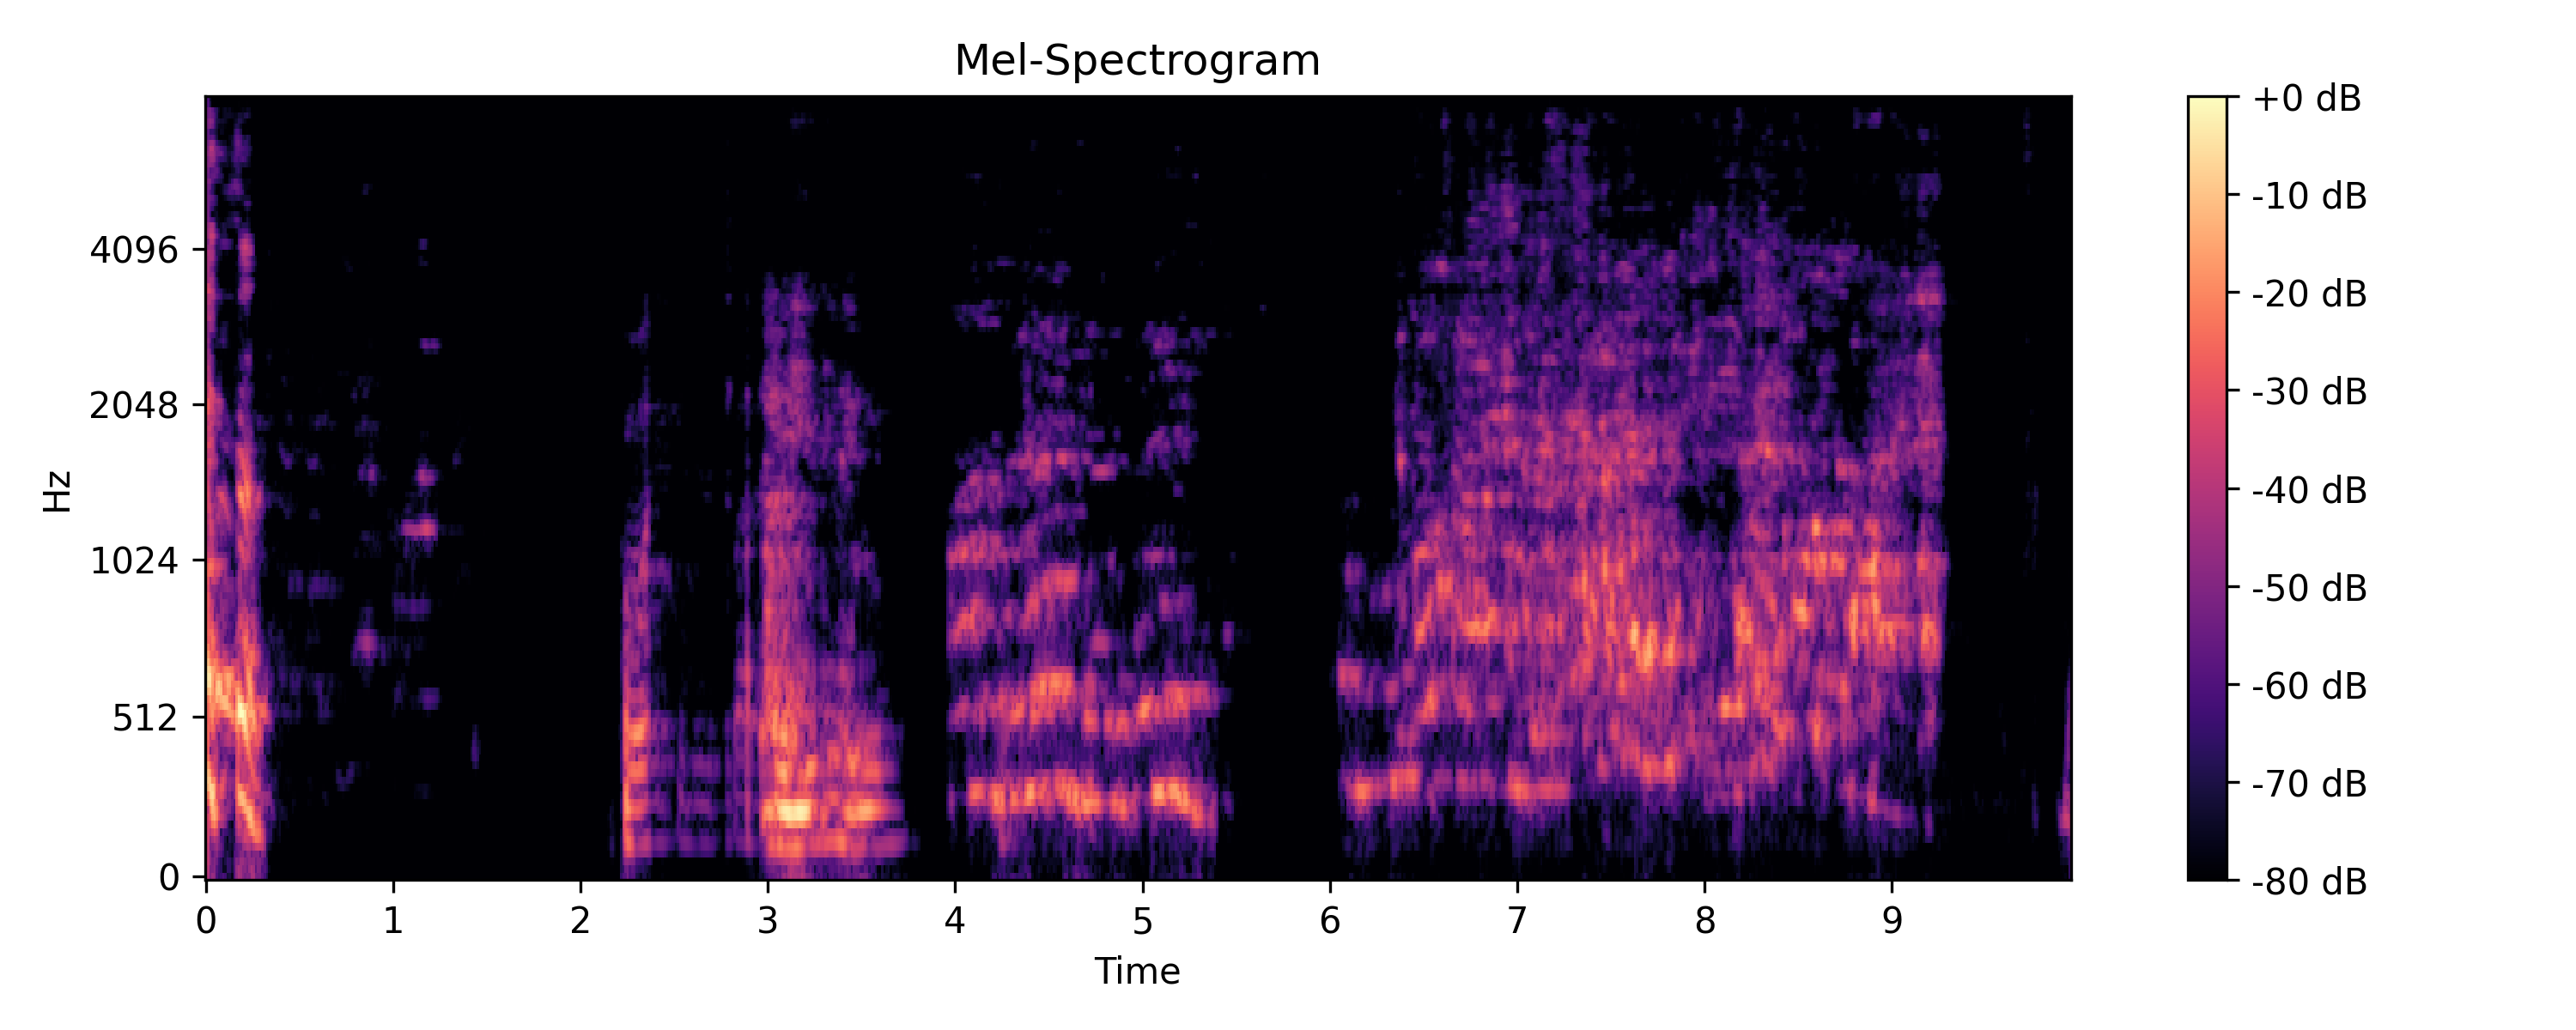 Mel-Spectrogram
+0 dB
-10 dB
-20 dB
-30 dB
-40 dB
-50 dB
-60 dB
-70 dB
-80 dB
4096
2048
1024
512
0
Hz
0 1 2 3 4 5 6 7 8 9
Time